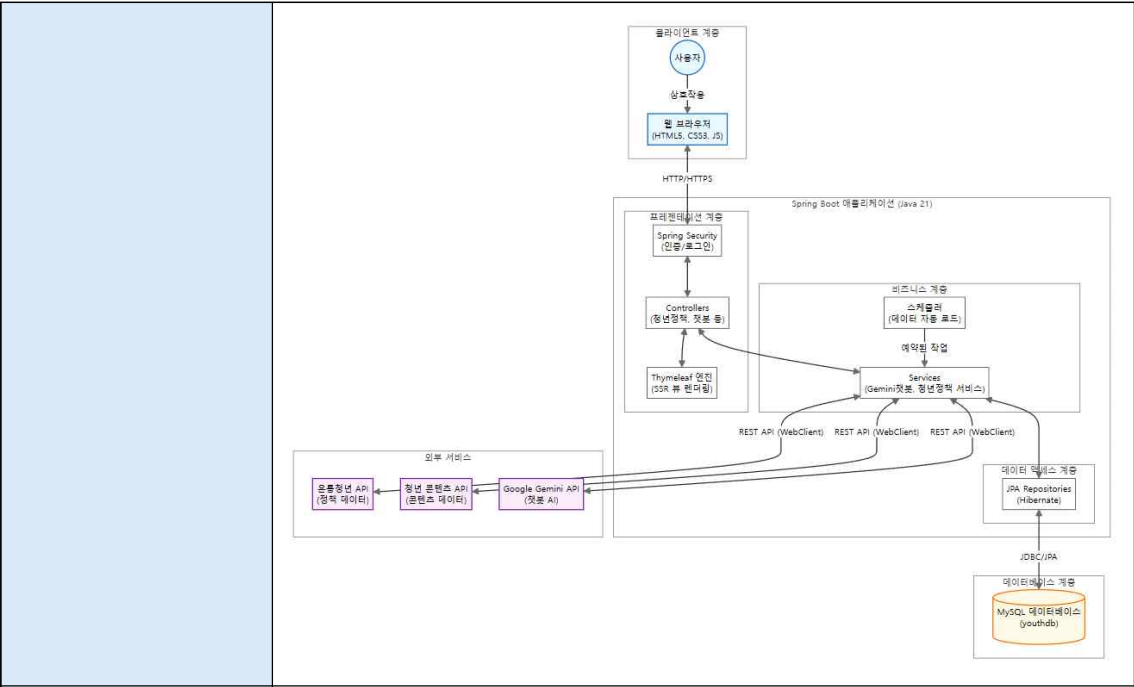 클라이언트 계층
사용자
상호작용
웹 브라우저
(HTML5, CSS3, JS)
HTTP/HTTPS
Spring Boot 애플리케이션 (Java 21)
프레젠테이션 계층
Spring Security
(인증/로그인)
Controllers
(청년정책, 챗봇 등)
Thymeleaf 엔진
(SSR 뷰 렌더링)
비즈니스 계층
스케줄러
(데이터 자동 로드)
예약된 작업
Services
(Gemini챗봇, 청년정책 서비스)
REST API (WebClient)
REST API (WebClient)
REST API (WebClient)
외부 서비스
온통청년 API
(정책 데이터)
청년 콘텐츠 API
(콘텐츠 데이터)
Google Gemini API
(챗봇 AI)
데이터 액세스 계층
JPA Repositories
(Hibernate)
JDBC/JPA
데이터베이스 계층
MySQL 데이터베이스
(youthdb)